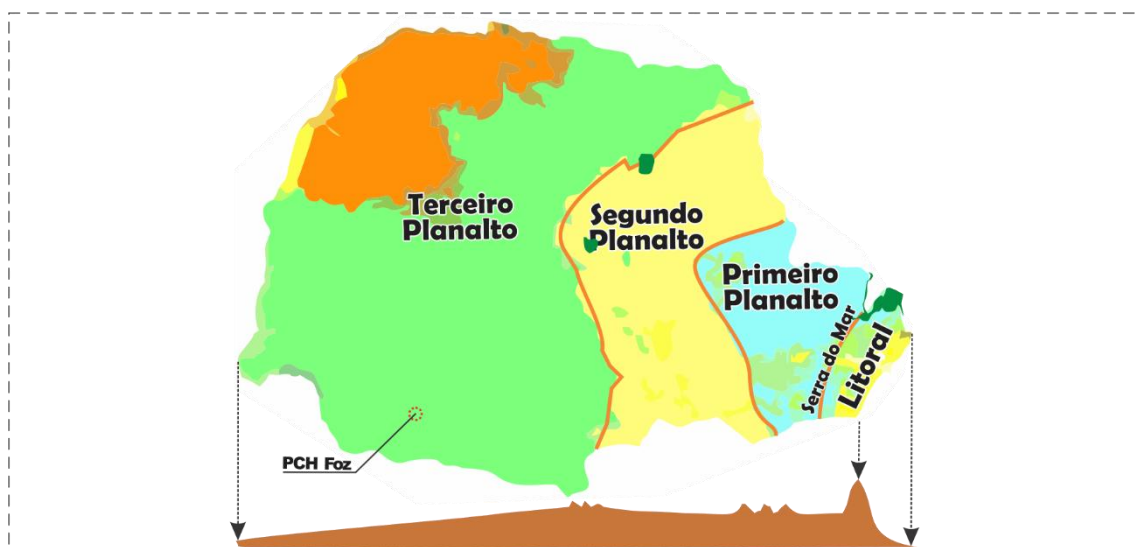 Terceiro
Planalto
Segundo
Planalto
Primeiro
Planalto
Serra do Mar
Litoral
PCH Foz